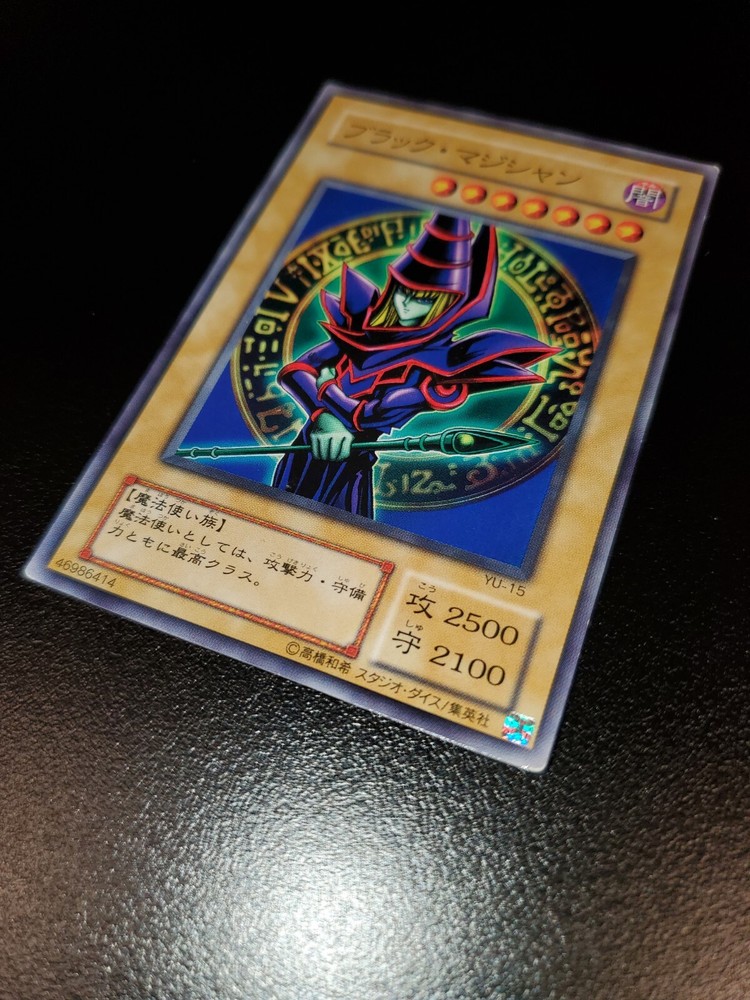 ブラック・マジシャン
闇
YU-15
【魔法使い族】
魔法使いとしては、攻撃力・守備
力ともに最高クラス。
攻 2500
守 2100
46986414
©高橋和希 スタジオ・ダイス/集英社